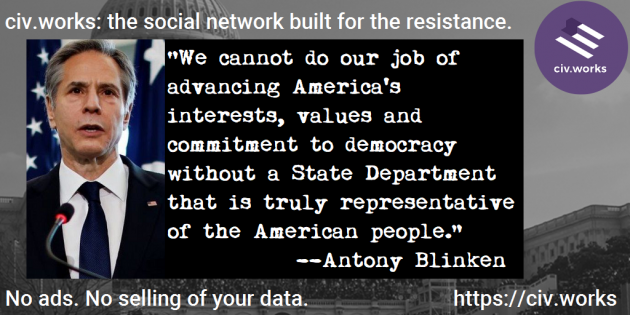 civ.works: the social network built for the resistance.
civ.works
"We cannot do our job of
advancing America's
interests, values and
commitment to democracy
without a State Department
that is truly representative
of the American people."
--Antony Blinken
No ads. No selling of your data.
https://civ.works